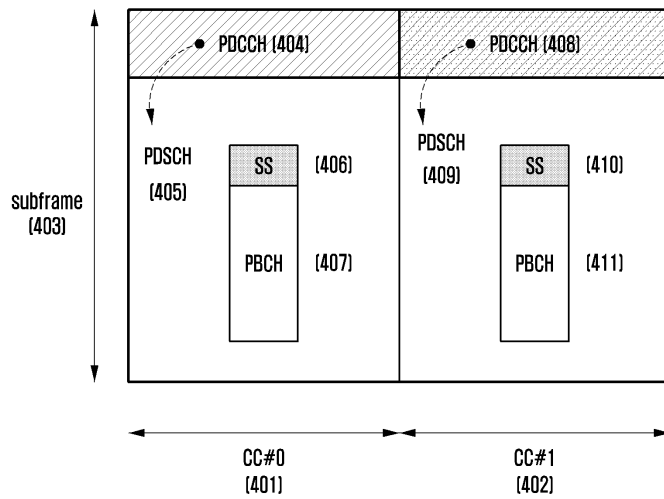 PDCCH (404)
PDCCH (408)
PDSCH
(405)
SS
(406)
PDSCH
(409)
SS
(410)
subframe
(403)
PBCH
(407)
PBCH
(411)
CC#0
(401)
CC#1
(402)